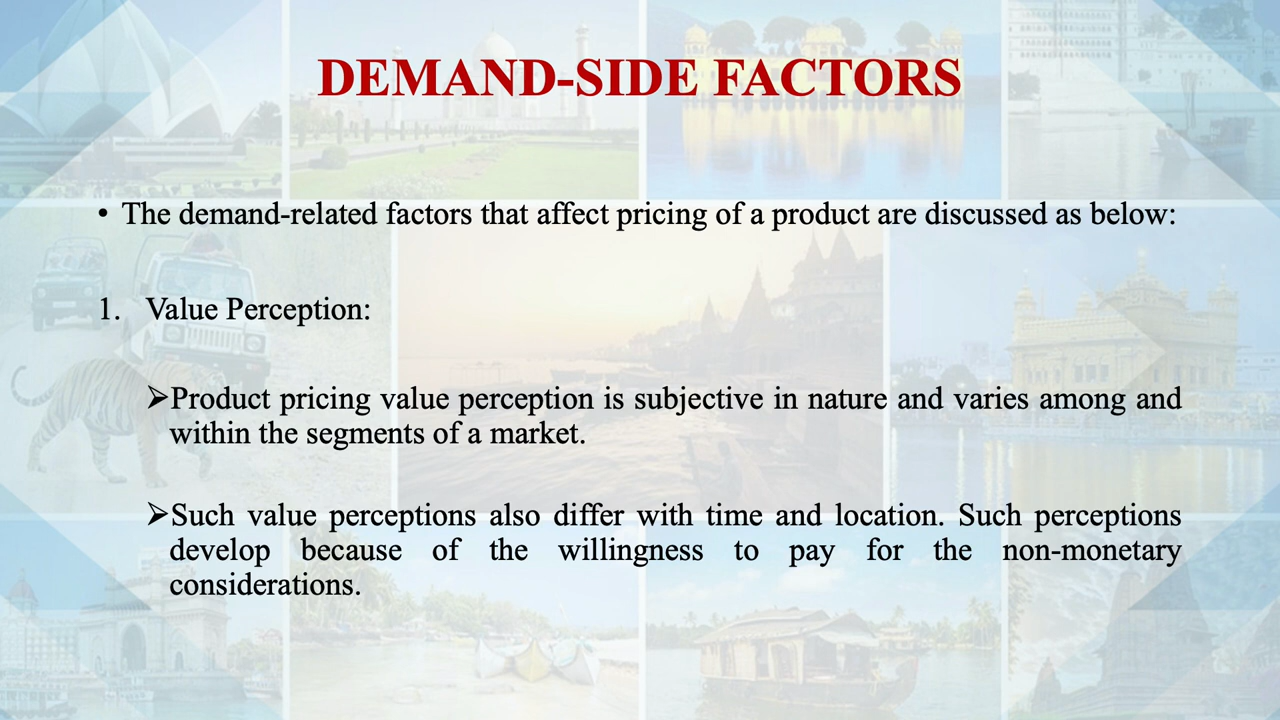 DEMAND-SIDE FACTORS
• The demand-related factors that affect pricing of a product are discussed as below:
1. Value Perception:
➢Product pricing value perception is subjective in nature and varies among and
within the segments of a market.
➢Such value perceptions also differ with time and location. Such perceptions
develop because of the willingness to pay for the non-monetary
considerations.